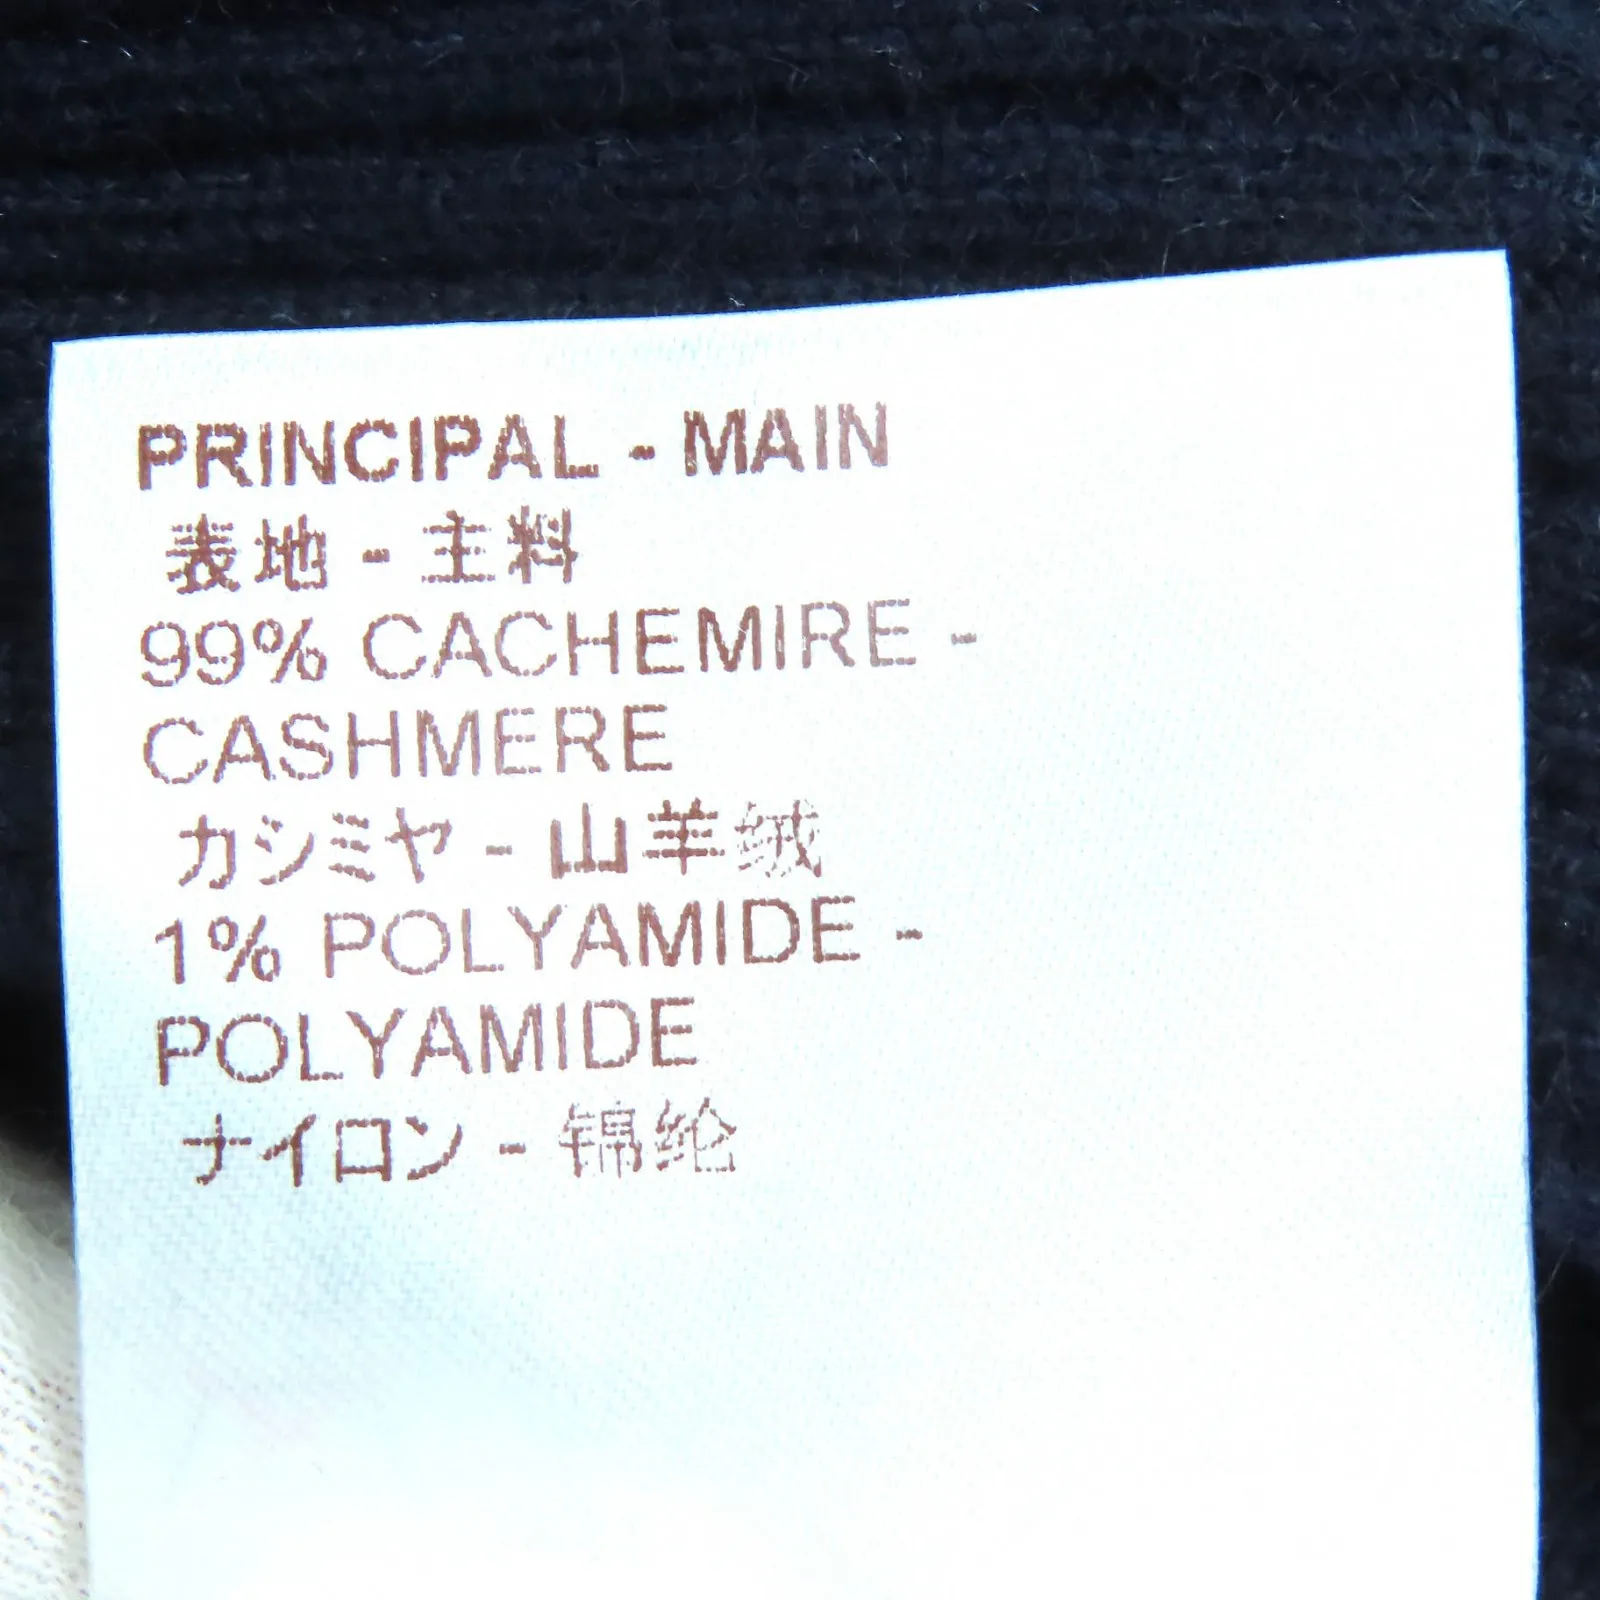 PRINCIPAL - MAIN
表地 - 主料
99% CACHEMIRE -
CASHMERE
カシミヤ - 山羊绒
1% POLYAMIDE -
POLYAMIDE
ナイロン - 锦纶